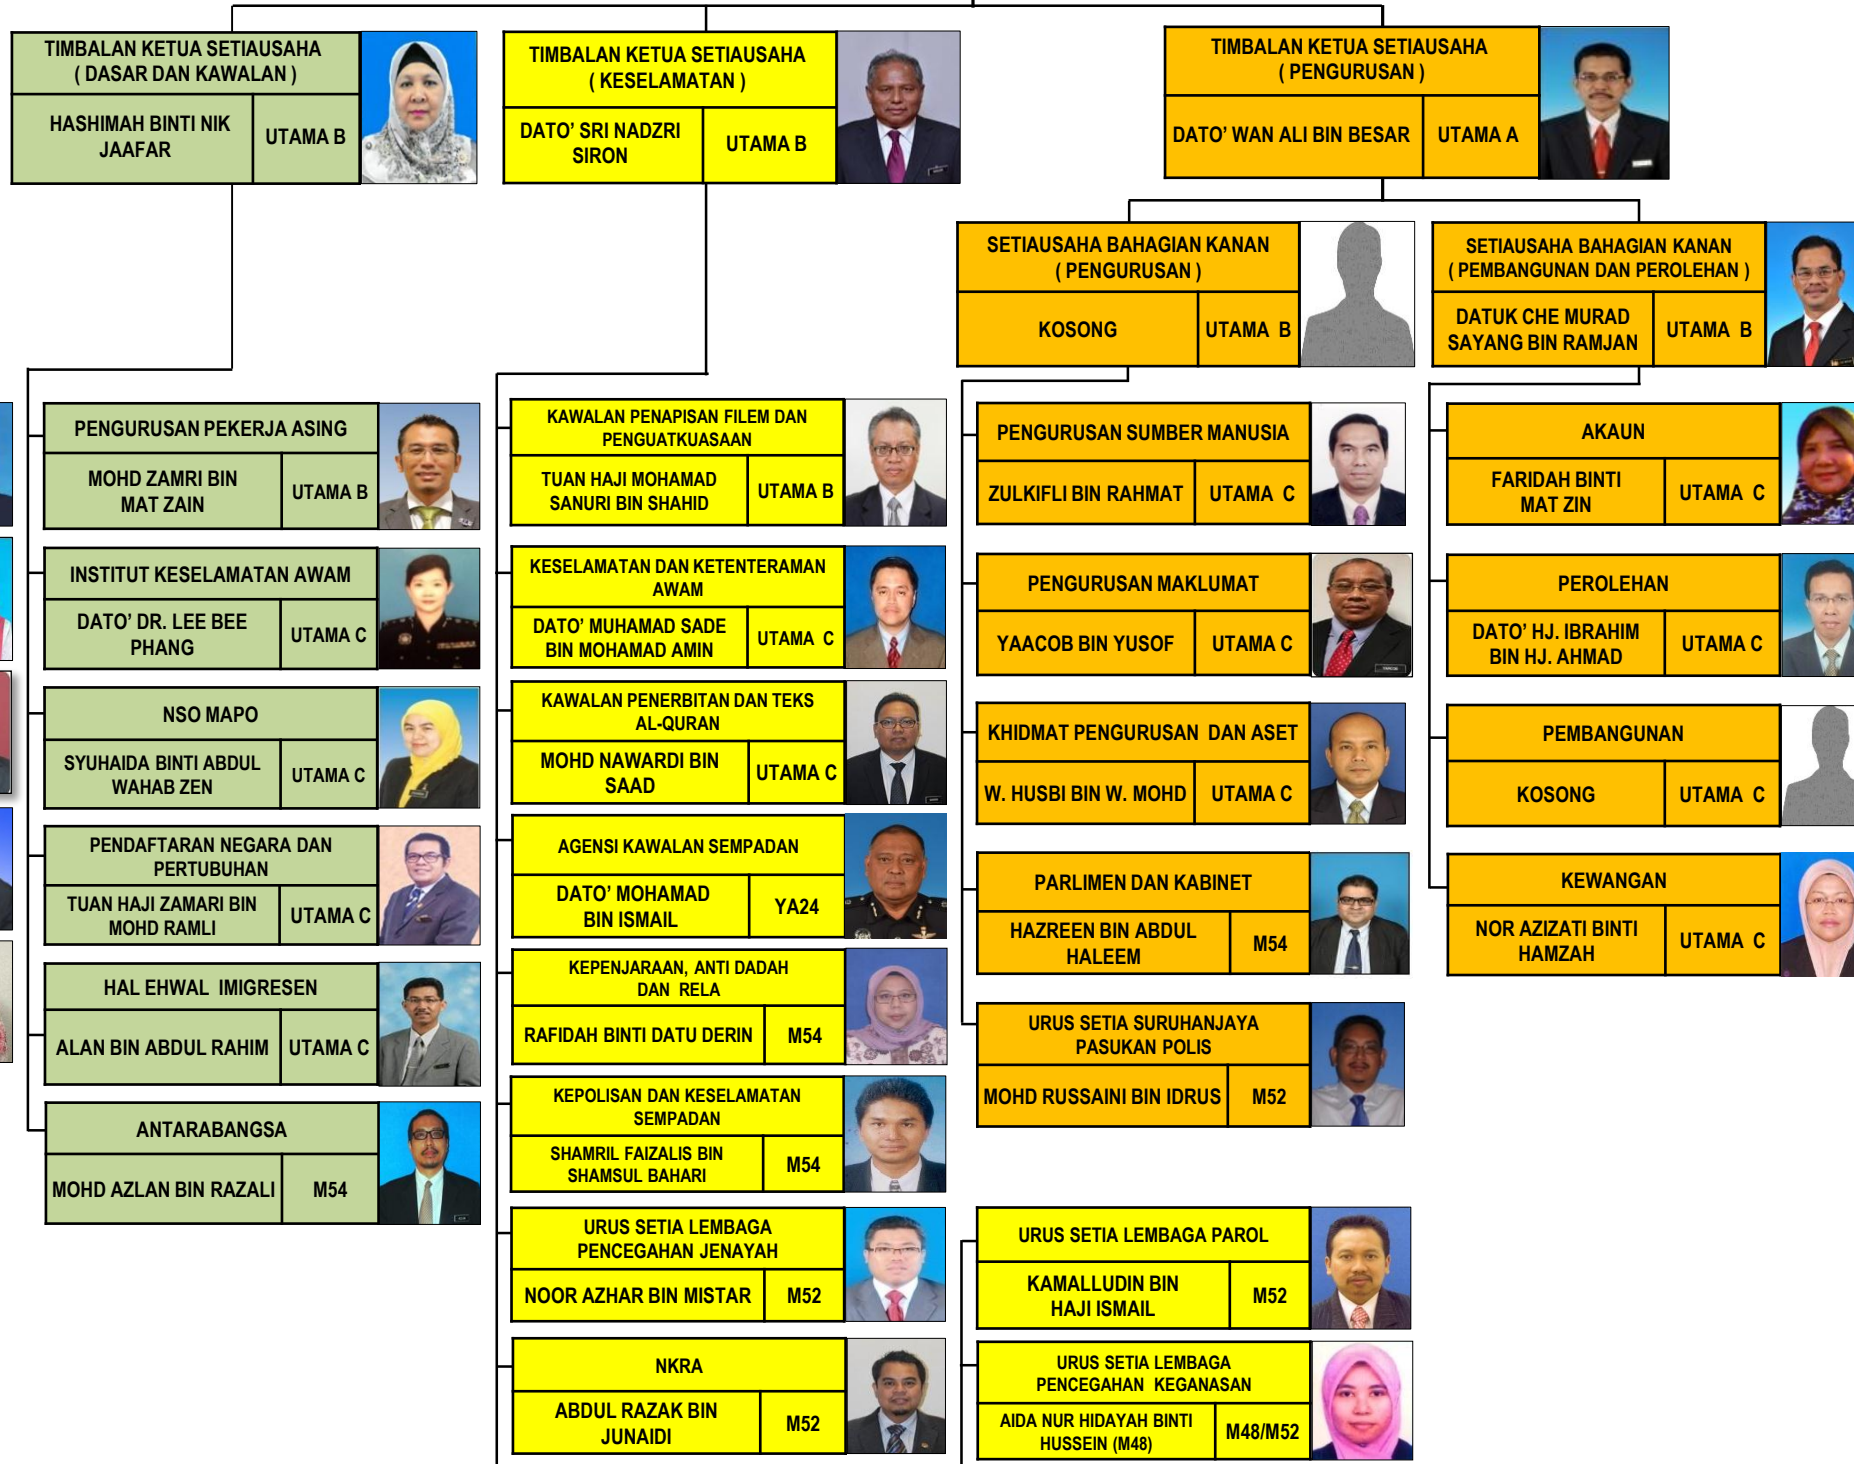 TIMBALAN KETUA SETIAUSAHA
( DASAR DAN KAWALAN )
HASHIMAH BINTI NIK
JAAFAR
UTAMA B
TIMBALAN KETUA SETIAUSAHA
( KESELAMATAN )
DATO' SRI NADZRI
SIRON
UTAMA B
TIMBALAN KETUA SETIAUSAHA
( PENGURUSAN )
DATO' WAN ALI BIN BESAR
UTAMA A
SETIAUSAHA BAHAGIAN KANAN
( PENGURUSAN )
KOSONG
UTAMA B
SETIAUSAHA BAHAGIAN KANAN
( PEMBANGUNAN DAN PEROLEHAN )
DATUK CHE MURAD
SAYANG BIN RAMJAN
UTAMA B
PENGURUSAN PEKERJA ASING
MOHD ZAMRI BIN
MAT ZAIN
UTAMA B
INSTITUT KESELAMATAN AWAM
DATO' DR. LEE BEE
PHANG
UTAMA C
NSO MAPO
SYUHAIDA BINTI ABDUL
WAHAB ZEN
UTAMA C
PENDAFTARAN NEGARA DAN
PERTUBUHAN
TUAN HAJI ZAMARI BIN
MOHD RAMLI
UTAMA C
HAL EHWAL IMIGRESEN
ALAN BIN ABDUL RAHIM
UTAMA C
ANTARABANGSA
MOHD AZLAN BIN RAZALI
M54
KAWALAN PENAPISAN FILEM DAN
PENGUATKUASAAN
TUAN HAJI MOHAMAD
SANURI BIN SHAHID
UTAMA B
KESELAMATAN DAN KETENTERAMAN
AWAM
DATO' MUHAMAD SADE
BIN MOHAMAD AMIN
UTAMA C
KAWALAN PENERBITAN DAN TEKS
AL-QURAN
MOHD NAWARDI BIN
SAAD
UTAMA C
AGENSI KAWALAN SEMPADAN
DATO' MOHAMAD
BIN ISMAIL
YA24
KEPENJARAAN, ANTI DADAH
DAN RELA
RAFIDAH BINTI DATU DERIN
M54
KEPOLISAN DAN KESELAMATAN
SEMPADAN
SHAMRIL FAIZALIS BIN
SHAMSUL BAHARI
M54
URUS SETIA LEMBAGA
PENCEGAHAN JENAYAH
NOOR AZHAR BIN MISTAR
M52
NKRA
ABDUL RAZAK BIN
JUNAIDI
M52
PENGURUSAN SUMBER MANUSIA
ZULKIFLI BIN RAHMAT
UTAMA C
PENGURUSAN MAKLUMAT
YAACOB BIN YUSOF
UTAMA C
KHIDMAT PENGURUSAN DAN ASET
W. HUSBI BIN W. MOHD
UTAMA C
PARLIMEN DAN KABINET
HAZREEN BIN ABDUL
HALEEM
M54
URUS SETIA SURUHANJAYA
PASUKAN POLIS
MOHD RUSSAINI BIN IDRUS
M52
URUS SETIA LEMBAGA PAROL
KAMALLUDIN BIN
HAJI ISMAIL
M52
URUS SETIA LEMBAGA
PENCEGAHAN KEGANASAN
AIDA NUR HIDAYAH BINTI
HUSSEIN (M48)
M48/M52
AKAUN
FARIDAH BINTI
MAT ZIN
UTAMA C
PEROLEHAN
DATO' HJ. IBRAHIM
BIN HJ. AHMAD
UTAMA C
PEMBANGUNAN
KOSONG
UTAMA C
KEWANGAN
NOR AZIZATI BINTI
HAMZAH
UTAMA C